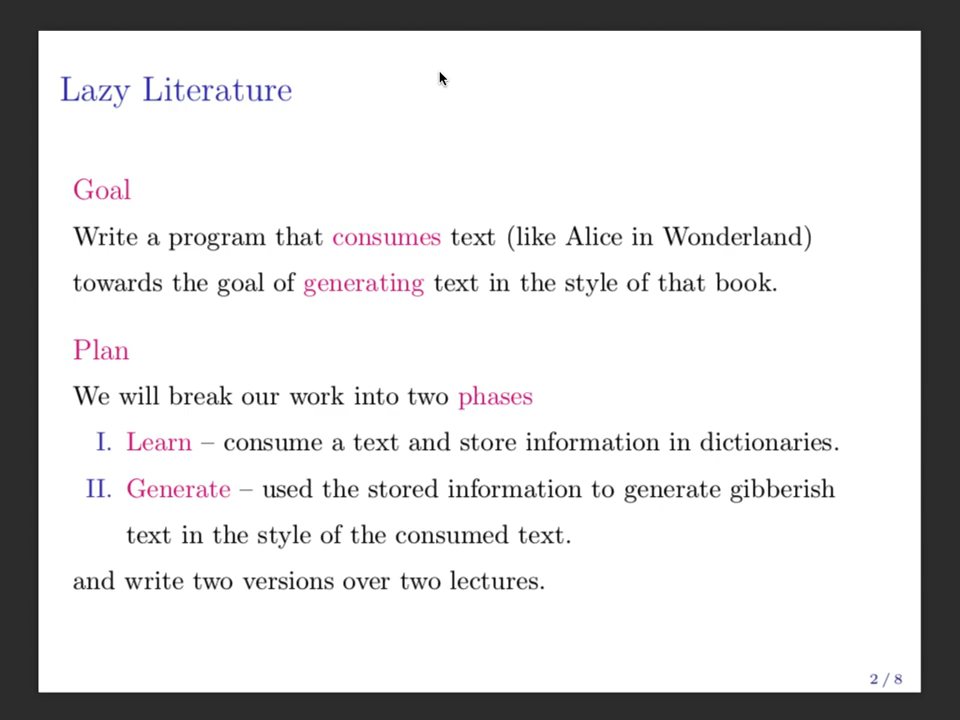 Lazy Literature
Goal
Write a program that consumes text (like Alice in Wonderland)
towards the goal of generating text in the style of that book.
Plan
We will break our work into two phases
I. Learn – consume a text and store information in dictionaries.
II. Generate – used the stored information to generate gibberish
text in the style of the consumed text.
and write two versions over two lectures.
2 / 8